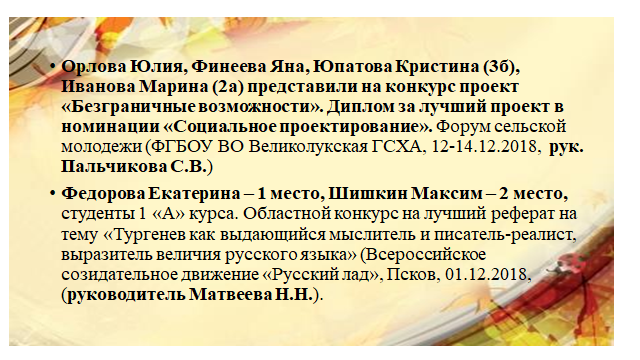 • Орлова Юлия, Финеева Яна, Юпатова Кристина (3б),
Иванова Марина (2а) представили на конкурс проект
«Безграничные возможности». Диплом за лучший проект в
номинации «Социальное проектирование». Форум сельской
молодежи (ФГБОУ ВО Великолукская ГСХА, 12-14.12.2018, рук.
Пальчикова С.В.)
• Федорова Екатерина – 1 место, Шишкин Максим – 2 место,
студенты 1 «А» курса. Областной конкурс на лучший реферат на
тему «Тургенев как выдающийся мыслитель и писатель-реалист,
выразитель величия русского языка» (Всероссийское
созидательное движение «Русский лад», Псков, 01.12.2018,
(руководитель Матвеева Н.Н.).